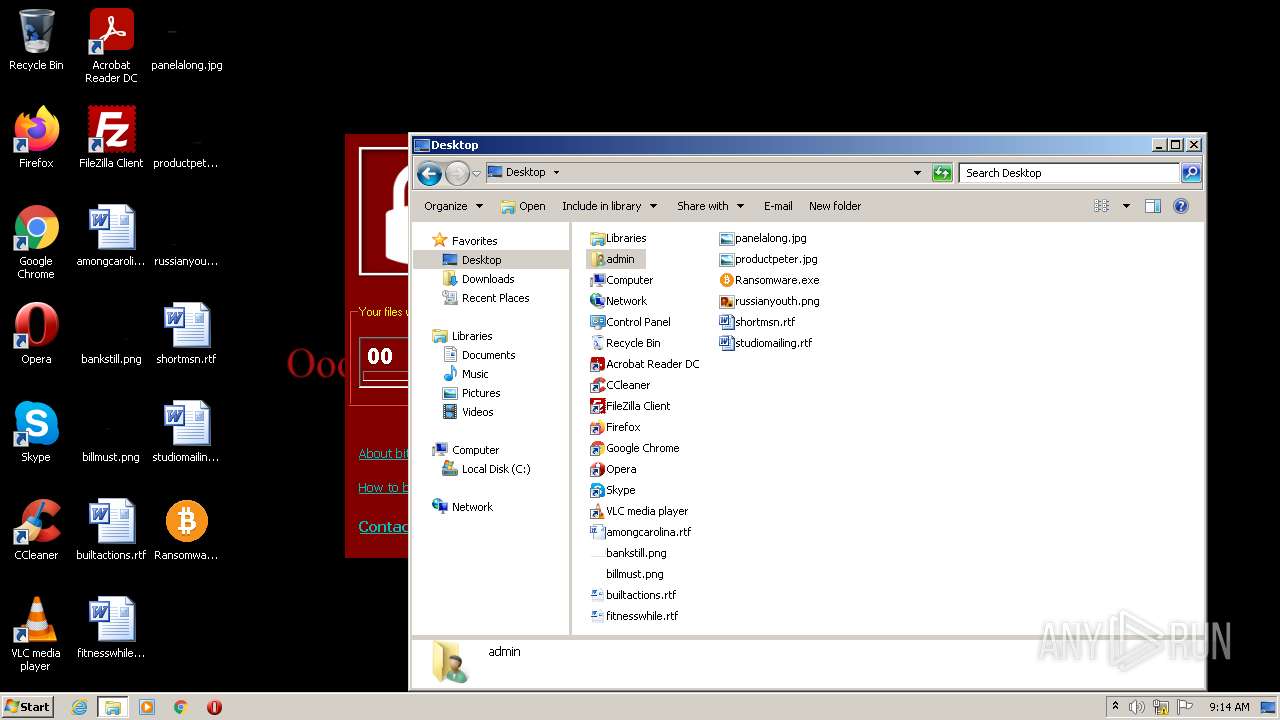 Recycle Bin
Acrobat
Reader DC
panelalong.jpg
Firefox
FileZilla Client
productpet...
Google
Chrome
amongcaroli...
russianyou...
Opera
bankstill.png
shortmsn.rtf
Skype
billmust.png
studiomailin...
CCleaner
builtactions.rtf
Ransomwa...
VLC media
player
fitnesswhile...
Ooo
Your files
00
About bit
How to b
Contac
Desktop
Desktop
Search Desktop
Organize
Open
Include in library
Share with
E-mail
New folder
Favorites
Desktop
Downloads
Recent Places
Libraries
Documents
Music
Pictures
Videos
Computer
Local Disk (C:)
Network
Libraries
admin
Computer
Network
Control Panel
Recycle Bin
Acrobat Reader DC
CCleaner
FileZilla Client
Firefox
Google Chrome
Opera
Skype
VLC media player
amongcarolina.rtf
bankstill.png
billmust.png
builtactions.rtf
fitnesswhile.rtf
panelalong.jpg
productpeter.jpg
Ransomware.exe
russianyouth.png
shortmsn.rtf
studiomailing.rtf
admin
ANY RUN
Start
9:14 AM